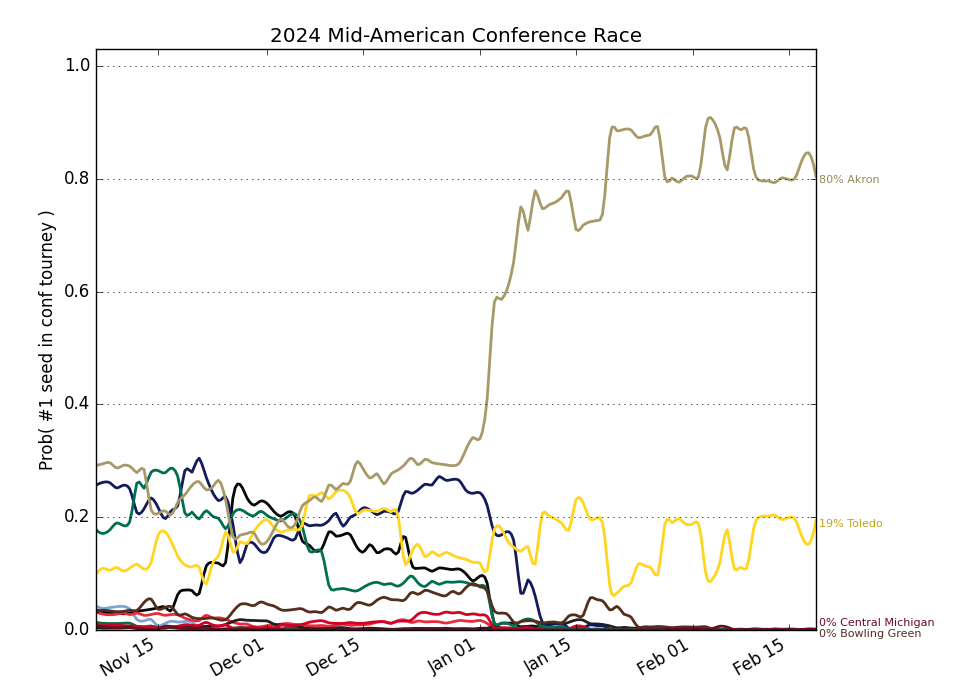 2024 Mid-American Conference Race
Prob( #1 seed in conf tourney )
1.0
0.8
0.6
0.4
0.2
0.0
80% Akron
19% Toledo
0% Central Michigan
0% Bowling Green
Nov 15
Dec 01
Dec 15
Jan 01
Jan 15
Feb 01
Feb 15